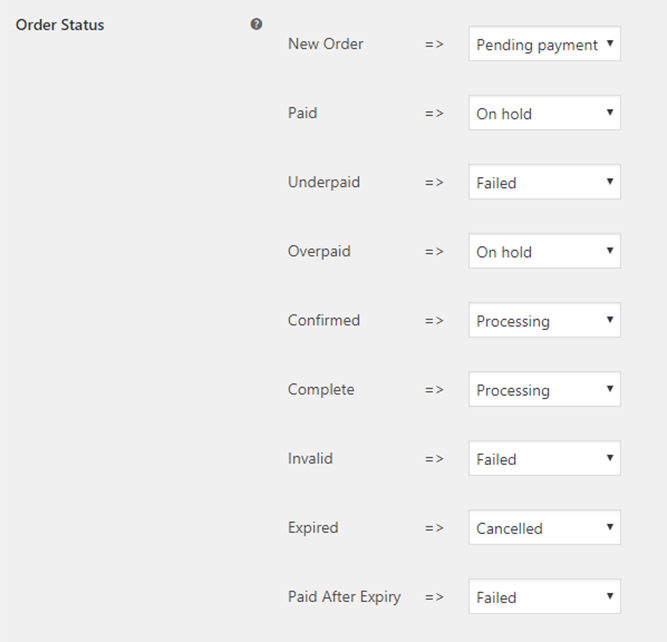 Order Status ?
New Order => Pending payment
Paid => On hold
Underpaid => Failed
Overpaid => On hold
Confirmed => Processing
Complete => Processing
Invalid => Failed
Expired => Cancelled
Paid After Expiry => Failed